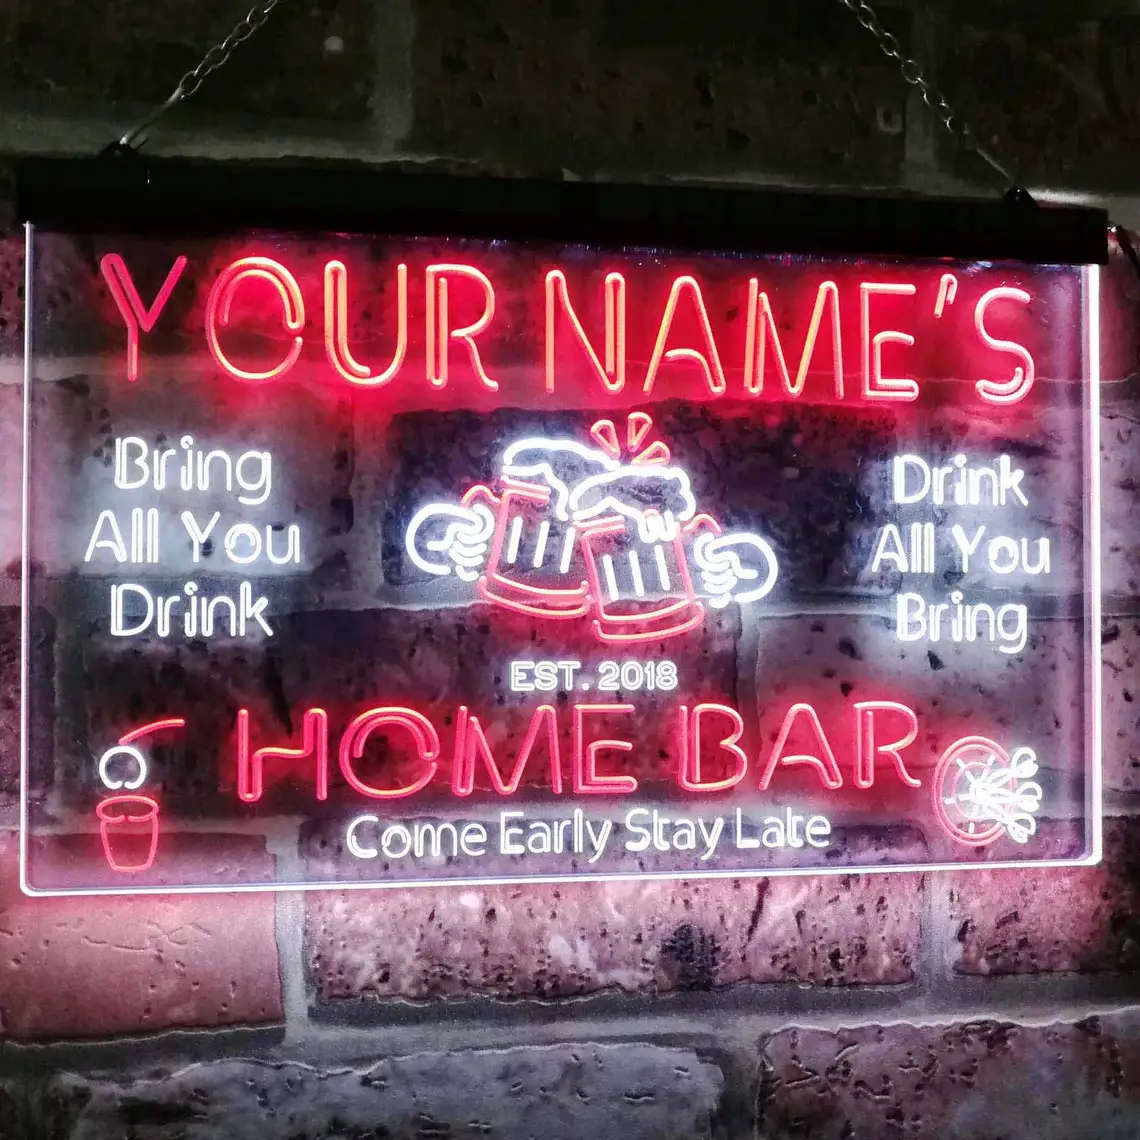 YOUR NAME'S
Bring
All You
Drink
Drink
All You
Bring
EST. 2018
HOME BAR
Come Early Stay Late